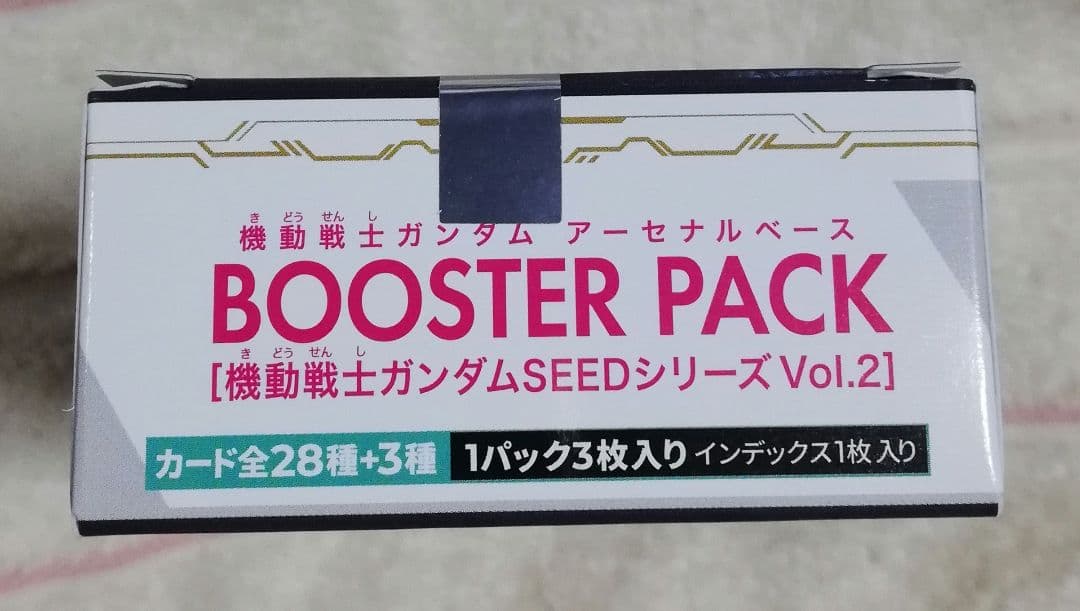 きどうせんし
機動戦士ガンダム アーセナルベース
BOOSTER PACK
きどうせんし
[機動戦士ガンダムSEEDシリーズ Vol.2]
カード全28種+3種 1パック3枚入り インデックス1枚入り